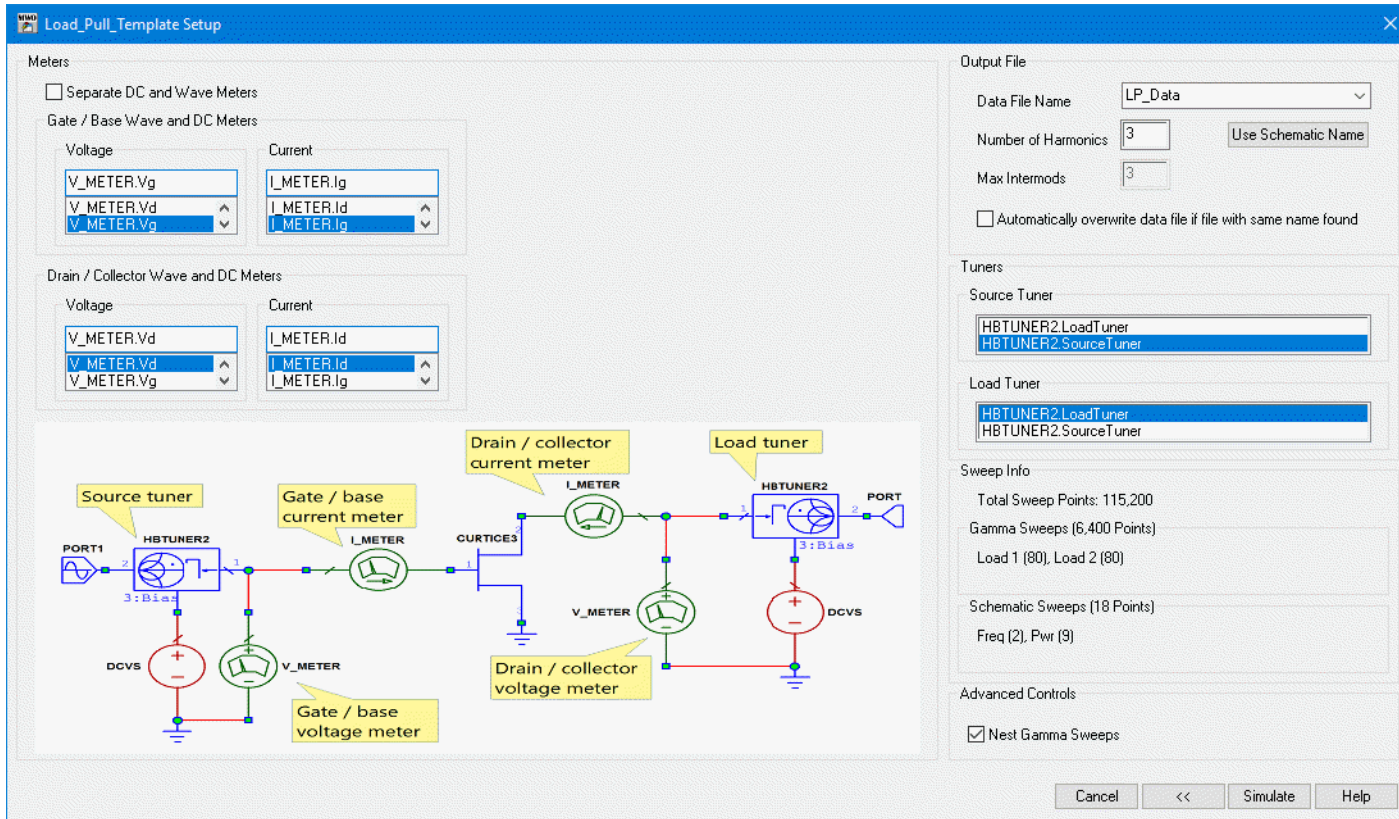 MWO
Load_Pull_Template Setup
Meters
Separate DC and Wave Meters
Gate / Base Wave and DC Meters
Voltage
Current
V_METER.Vg
I_METER.Ig
V_METER.Vd
V_METER.Vg
I_METER.Id
I_METER.Ig
Drain / Collector Wave and DC Meters
Voltage
Current
V_METER.Vd
I_METER.Id
V_METER.Vd
V_METER.Vg
I_METER.Id
I_METER.Ig
Source tuner
Gate / base
current meter
Drain / collector
current meter
Load tuner
PORT1
HBTUNER2
I_METER
CURTICE3
I_METER
HBTUNER2
PORT
2
1
3:Bias
1
2
3
1
2
3:Bias
DCVS
V_METER
V_METER
DCVS
Gate / base
voltage meter
Drain / collector
voltage meter
Output File
Data File Name
LP_Data
Number of Harmonics
3
Use Schematic Name
Max Intermods
3
Automatically overwrite data file if file with same name found
Tuners
Source Tuner
HBTUNER2.LoadTuner
HBTUNER2.SourceTuner
Load Tuner
HBTUNER2.LoadTuner
HBTUNER2.SourceTuner
Sweep Info
Total Sweep Points: 115,200
Gamma Sweeps (6,400 Points)
Load 1 (80), Load 2 (80)
Schematic Sweeps (18 Points)
Freq (2), Pwr (9)
Advanced Controls
Nest Gamma Sweeps
Cancel
<<
Simulate
Help